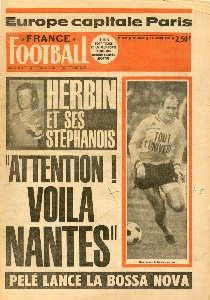 Europe capitale Paris
FRANCE
FOOTBALL
2,50F
HERBIN
ET SES
STÉPHANOIS
"ATTENTION !
VOILA
NANTES"
TOUT
L'UNIVERS
PELÉ LANCE LA BOSSA NOVA